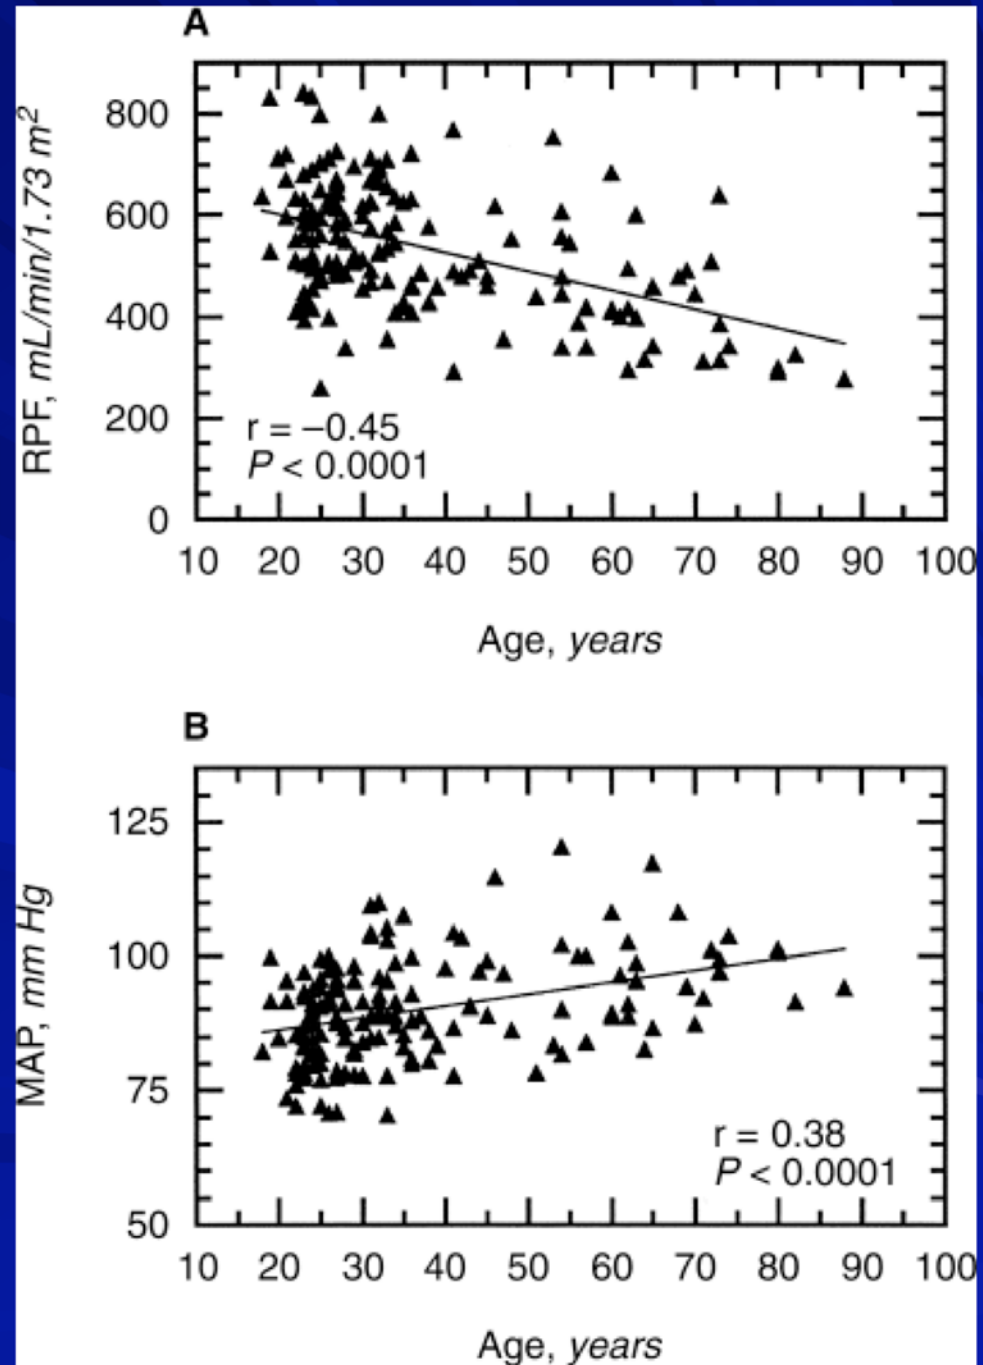 A
RPF, mL/min/1.73 m²
800
600
400
200
0
r = –0.45
P < 0.0001
10 20 30 40 50 60 70 80 90 100
Age, years
B
MAP, mm Hg
125
100
75
50
r = 0.38
P < 0.0001
10 20 30 40 50 60 70 80 90 100
Age, years